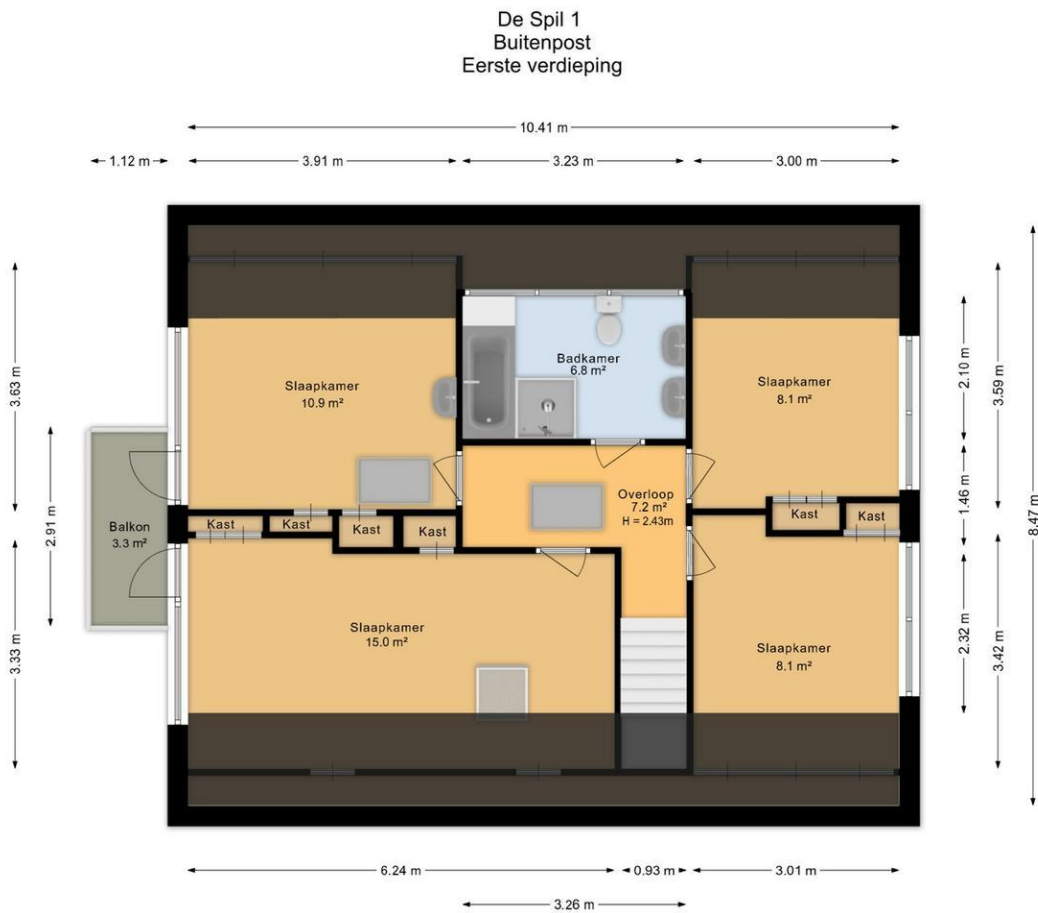 De Spil 1
Buitenpost
Eerste verdieping
10.41 m
1.12 m
3.91 m
3.23 m
3.00 m
3.63 m
2.91 m
3.33 m
Slaapkamer
10.9 m²
Badkamer
6.8 m²
Slaapkamer
8.1 m²
Overloop
7.2 m²
H = 2.43m
Balkon
3.3 m²
Kast
Kast
Kast
Kast
Kast
Kast
Slaapkamer
15.0 m²
Slaapkamer
8.1 m²
2.10 m
1.46 m
2.32 m
3.59 m
3.42 m
8.47 m
6.24 m
0.93 m
3.01 m
3.26 m